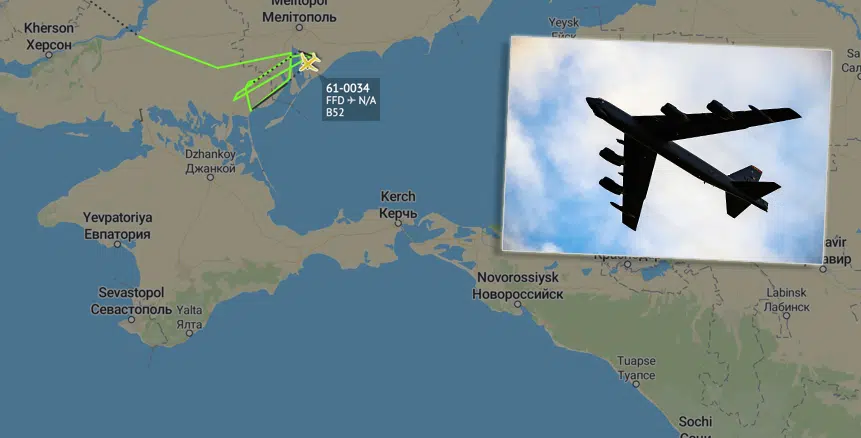 Melitopol
Мелітополь
Kherson
Херсон
Yeysk
61-0034
FFD ✈ N/A
B52
Dzhankoy
Джанкой
Kerch
Керчь
Yevpatoriya
Евпатория
Sevastopol
Севастополь
Yalta
Ялта
Novorossiysk
Новороссийск
Labinsk
Лабинск
Tuapse
Туапсе
Sochi